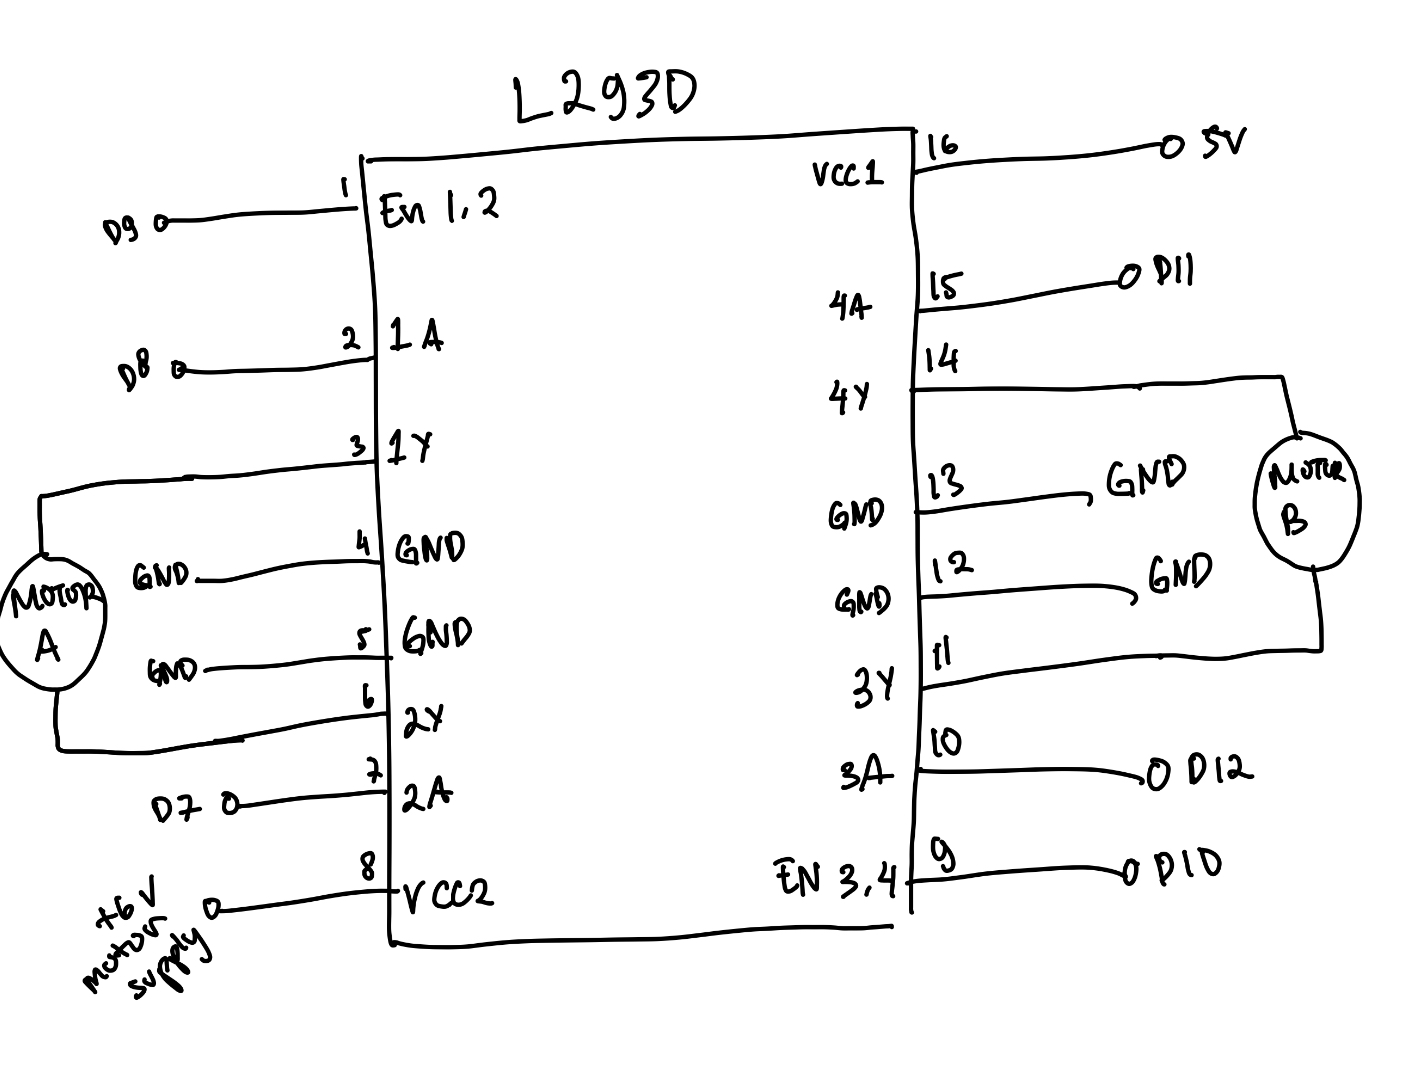 L293D
1
En 1,2
D9
2
1A
D8
3
1Y
4
GND
GND
MOTOR
A
5
GND
GND
6
2Y
7
2A
D7
8
VCC2
+6V
motor
supply
16
VCC1
5V
15
4A
D11
14
4Y
13
GND
GND
MOTOR
B
12
GND
GND
11
3Y
10
3A
D12
9
EN 3,4
D10